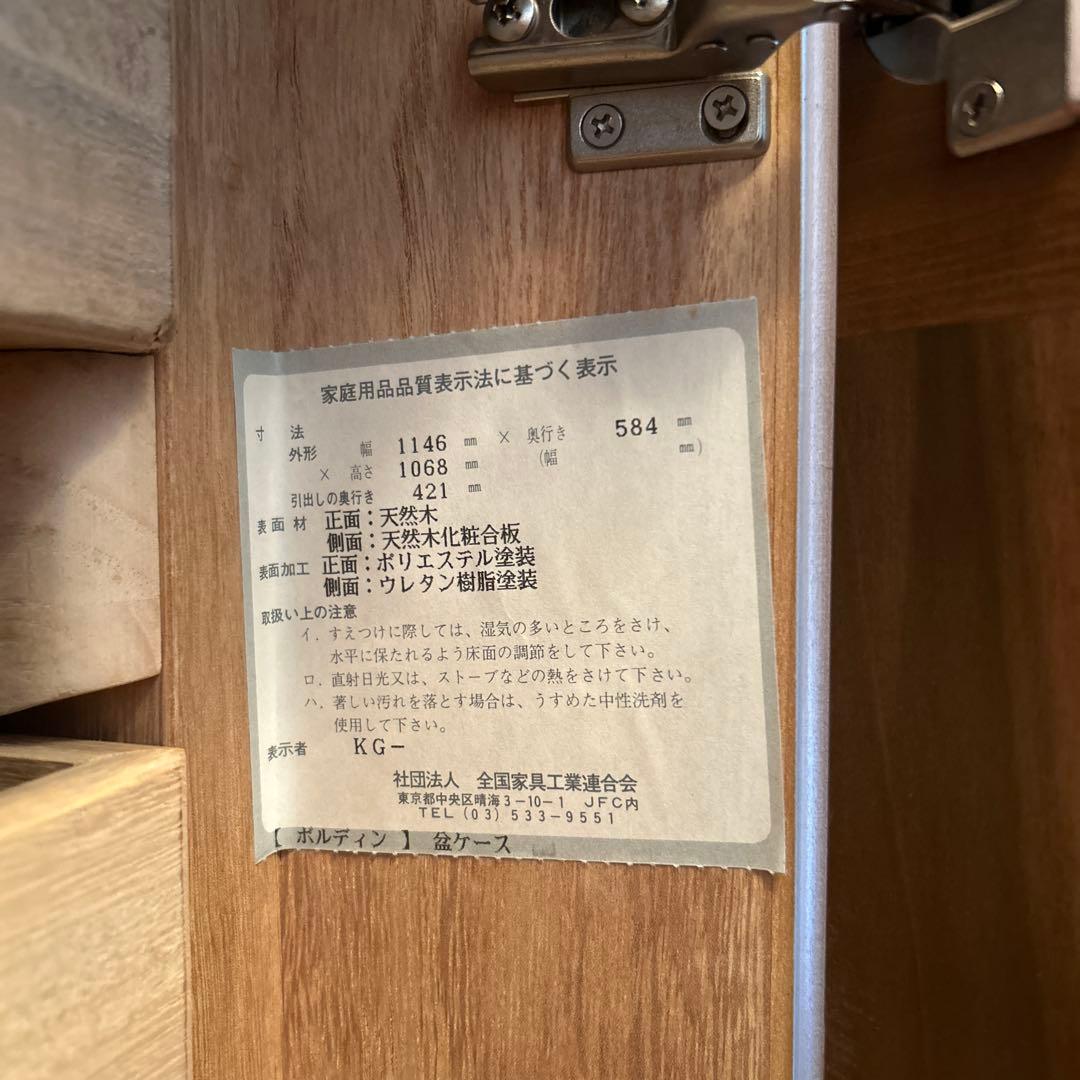 家庭用品品質表示法に基づく表示
寸 法
外形 幅 1146 ㎜ × 奥行き 584 ㎜
× 高さ 1068 ㎜ (幅 ㎜)
引出しの奥行き 421 ㎜
表面材 正面：天然木
側面：天然木化粧合板
表面加工 正面：ポリエステル塗装
側面：ウレタン樹脂塗装
取扱い上の注意
イ．すえつけに際しては、湿気の多いところをさけ、
水平に保たれるよう床面の調節をして下さい。
ロ．直射日光又は、ストーブなどの熱をさけて下さい。
ハ．著しい汚れを落とす場合は、うすめた中性洗剤を
使用して下さい。
表示者 KG－
社団法人 全国家具工業連合会
東京都中央区晴海3－10－1 JFC内
TEL (03) 533－9551
【 ボルディン 】 盆ケース